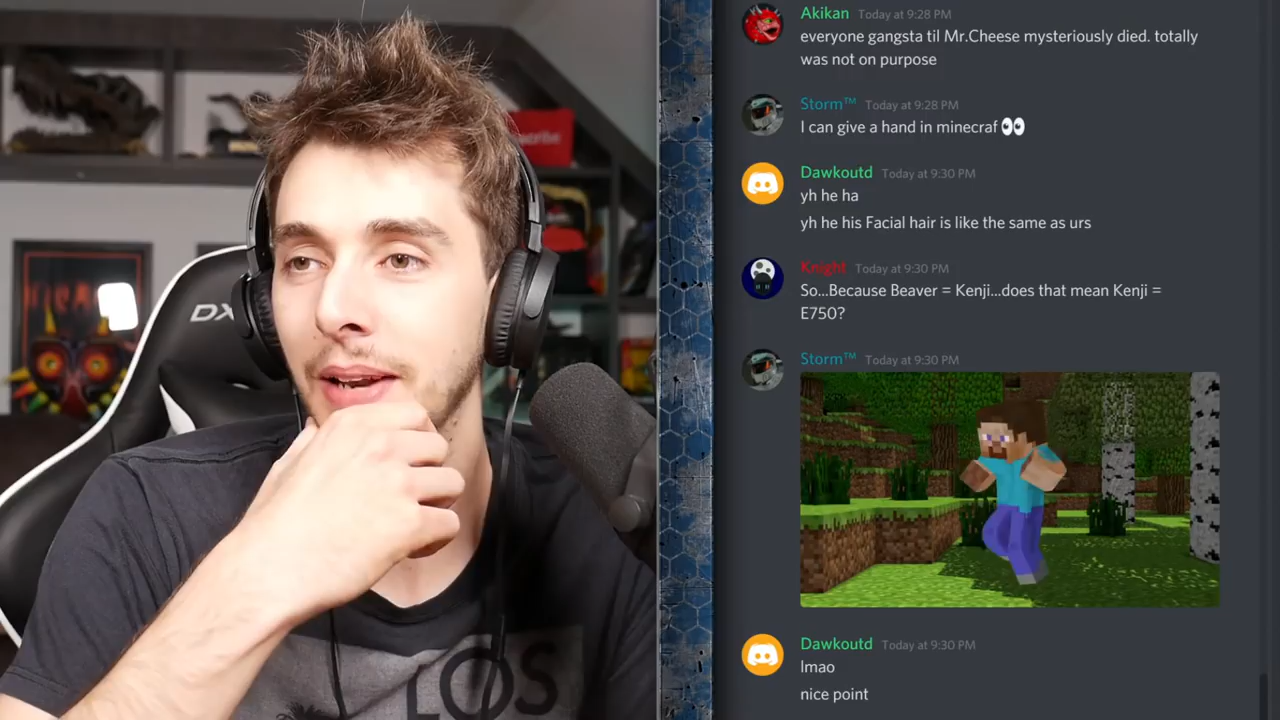 DX
scribe
LOS
Akikan Today at 9:28 PM
everyone gangsta til Mr.Cheese mysteriously died. totally
was not on purpose
Storm™ Today at 9:28 PM
I can give a hand in minecraf 👀
Dawkoutd Today at 9:30 PM
yh he ha
yh he his Facial hair is like the same as urs
Knight Today at 9:30 PM
So...Because Beaver = Kenji...does that mean Kenji =
E750?
Storm™ Today at 9:30 PM
Dawkoutd Today at 9:30 PM
lmao
nice point